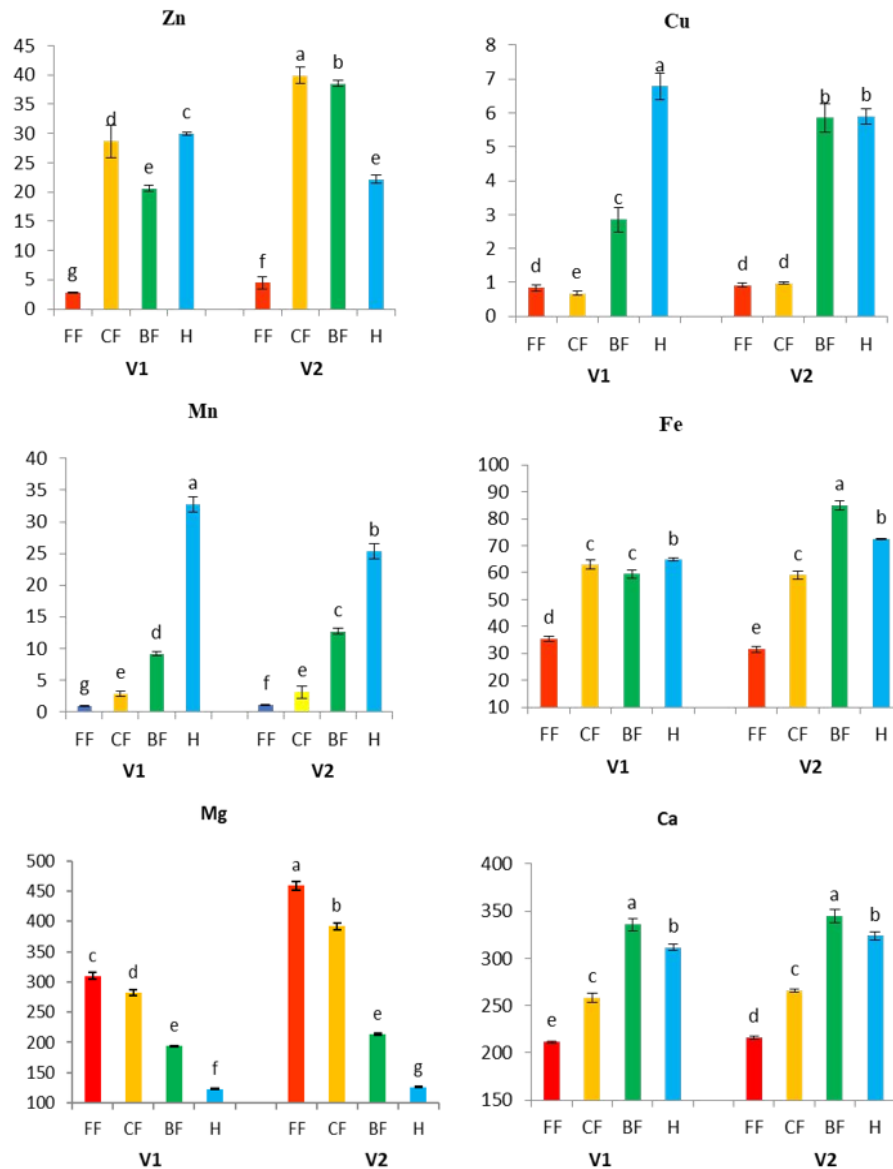 Zn
45
40
35
30
25
20
15
10
5
0
g
d
e
c
f
a
b
e
FF CF BF H FF CF BF H
V1 V2
Cu
8
7
6
5
4
3
2
1
0
d
e
c
a
d
d
b
b
FF CF BF H FF CF BF H
V1 V2
Mn
40
35
30
25
20
15
10
5
0
g
e
d
a
f
e
c
b
FF CF BF H FF CF BF H
V1 V2
Fe
100
90
80
70
60
50
40
30
20
10
d
c
c
b
e
c
a
b
FF CF BF H FF CF BF H
V1 V2
Mg
500
450
400
350
300
250
200
150
100
c
d
e
f
a
b
e
g
FF CF BF H FF CF BF H
V1 V2
Ca
400
350
300
250
200
150
e
c
a
b
d
c
a
b
FF CF BF H FF CF BF H
V1 V2